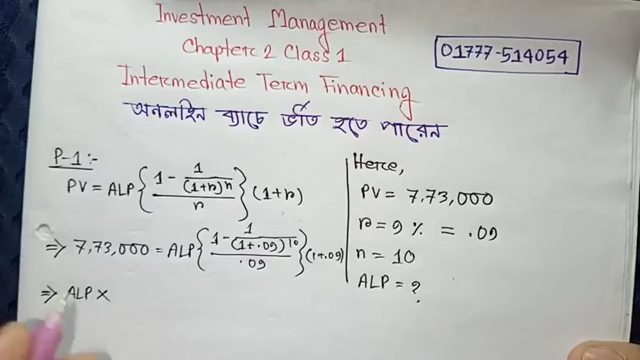 Investment Management
Chapter 2 Class 1
01777-514054
Intermediate Term Financing
অনলাইন ব্যাচে ভর্তি হতে পারেন
P-1:-
PV = ALP { (1 - 1/(1+r)^n) / r } (1+r)
⇒ 7,73,000 = ALP { (1 - 1/(1+.09)^10) / .09 } (1+.09)
⇒ ALP ×
Here,
PV = 7,73,000
r = 9 % = .09
n = 10
ALP = ?